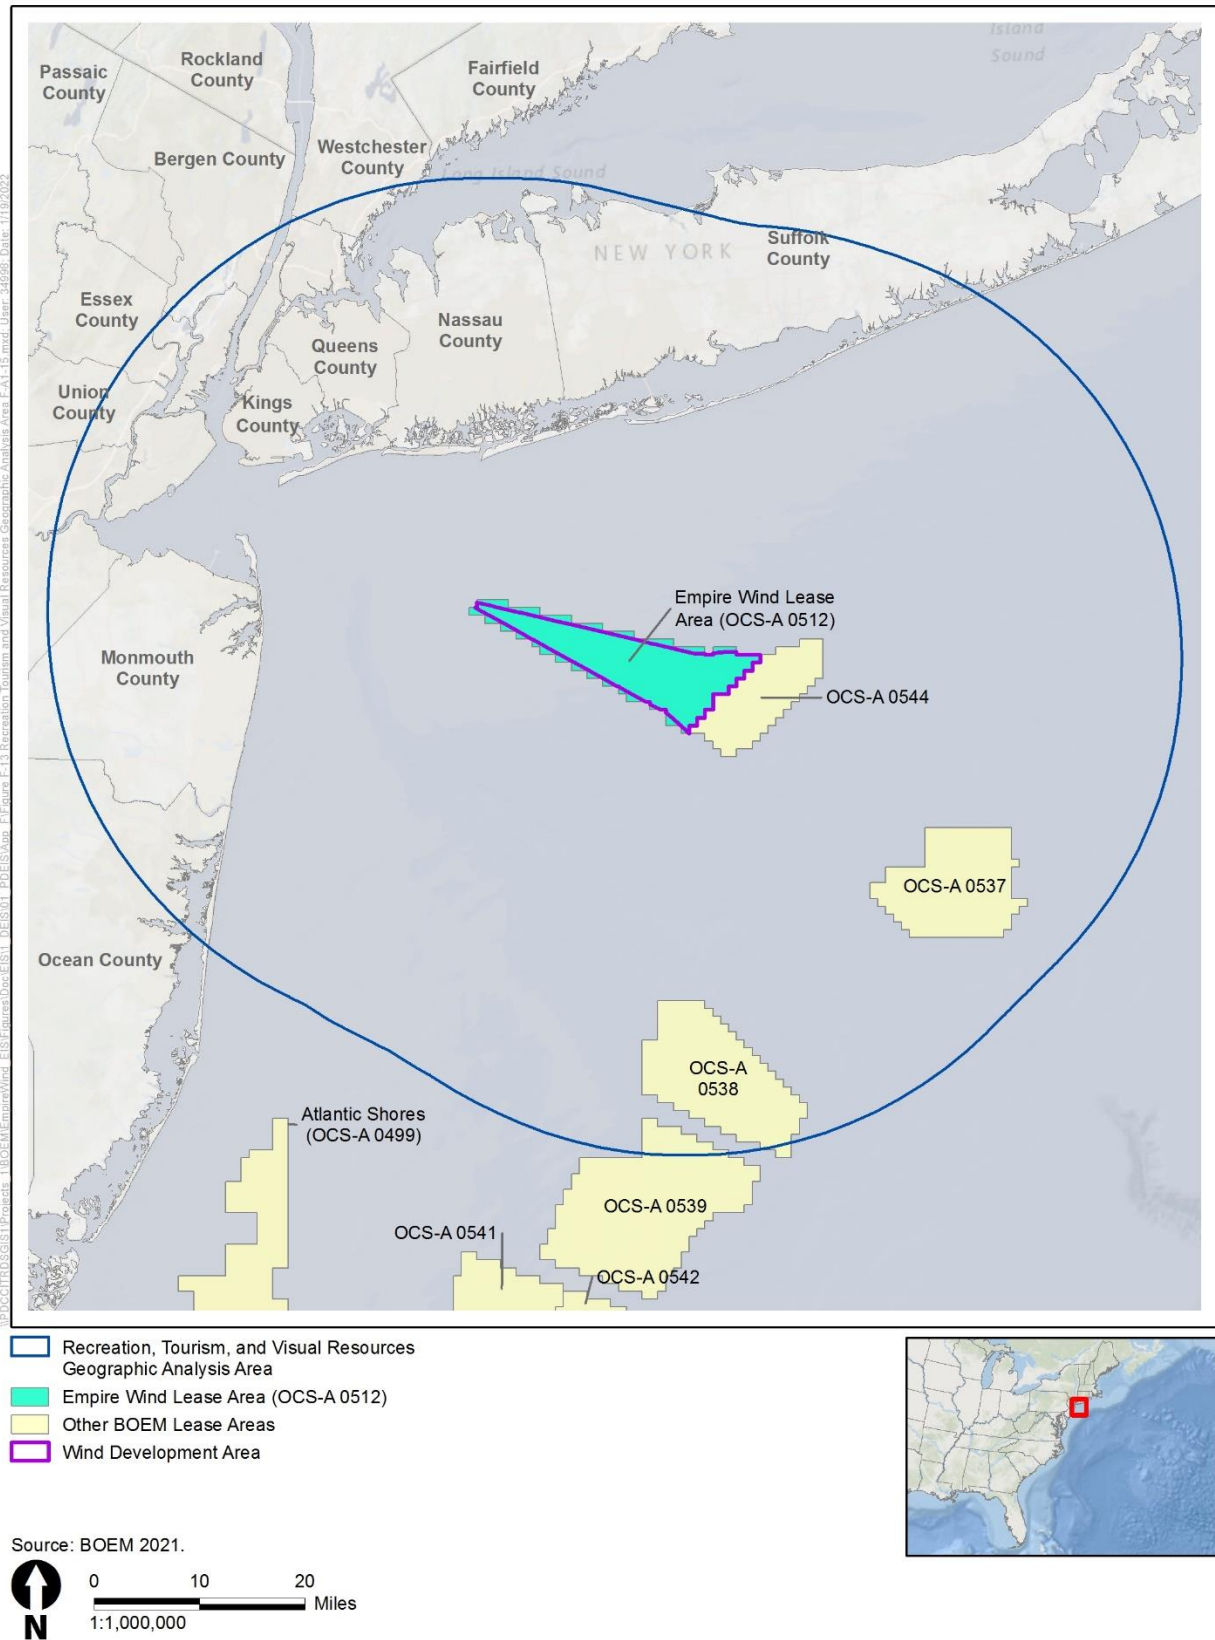 Island
Sound
Rockland
County
Passaic
County
Fairfield
County
Westchester
County
Bergen County
Long Island Sound
NEW YORK
Suffolk
County
Essex
County
Nassau
County
Queens
County
Union
County
Kings
County
Empire Wind Lease
Area (OCS-A 0512)
Monmouth
County
OCS-A 0544
OCS-A 0537
Ocean County
OCS-A
0538
Atlantic Shores
(OCS-A 0499)
OCS-A 0539
OCS-A 0541
OCS-A 0542
Recreation, Tourism, and Visual Resources
Geographic Analysis Area
Empire Wind Lease Area (OCS-A 0512)
Other BOEM Lease Areas
Wind Development Area
Source: BOEM 2021.
0 10 20
Miles
1:1,000,000
N